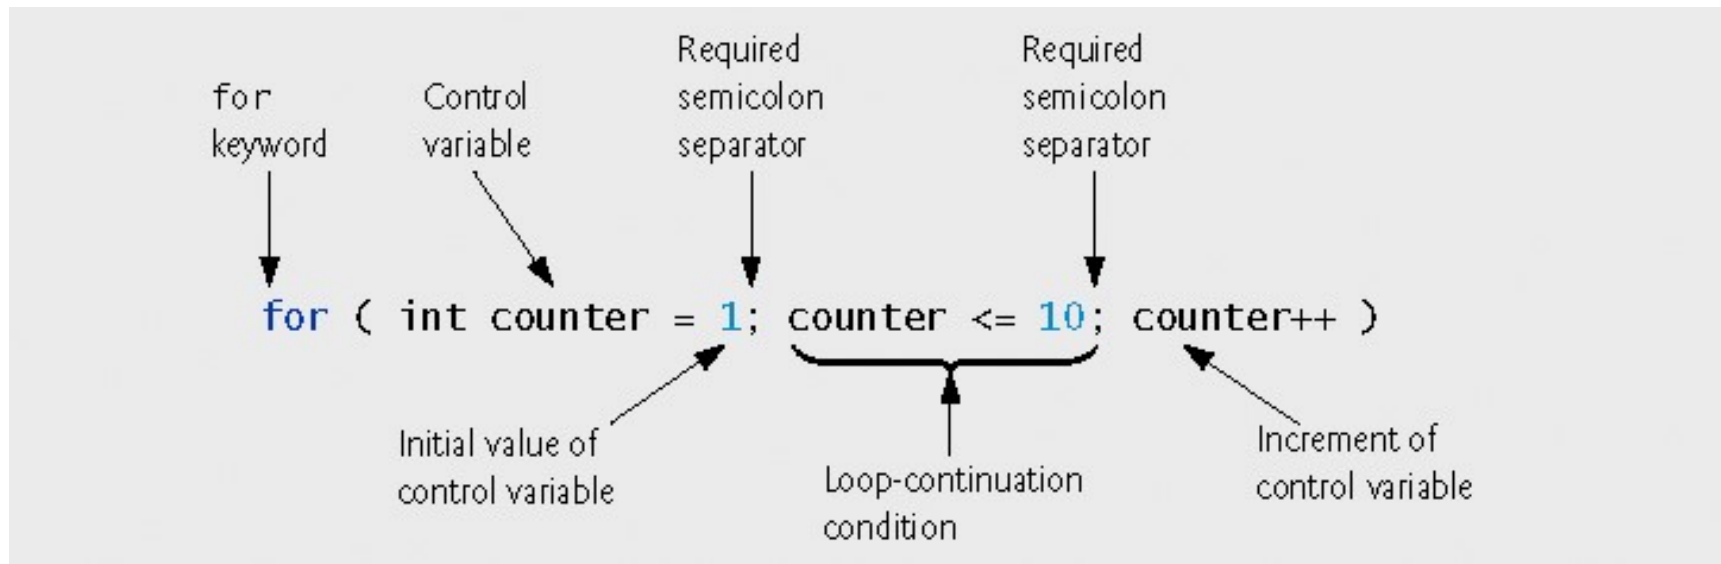 for
keyword
Control
variable
Required
semicolon
separator
Required
semicolon
separator
for ( int counter = 1; counter <= 10; counter++ )
Initial value of
control variable
Loop-continuation
condition
Increment of
control variable